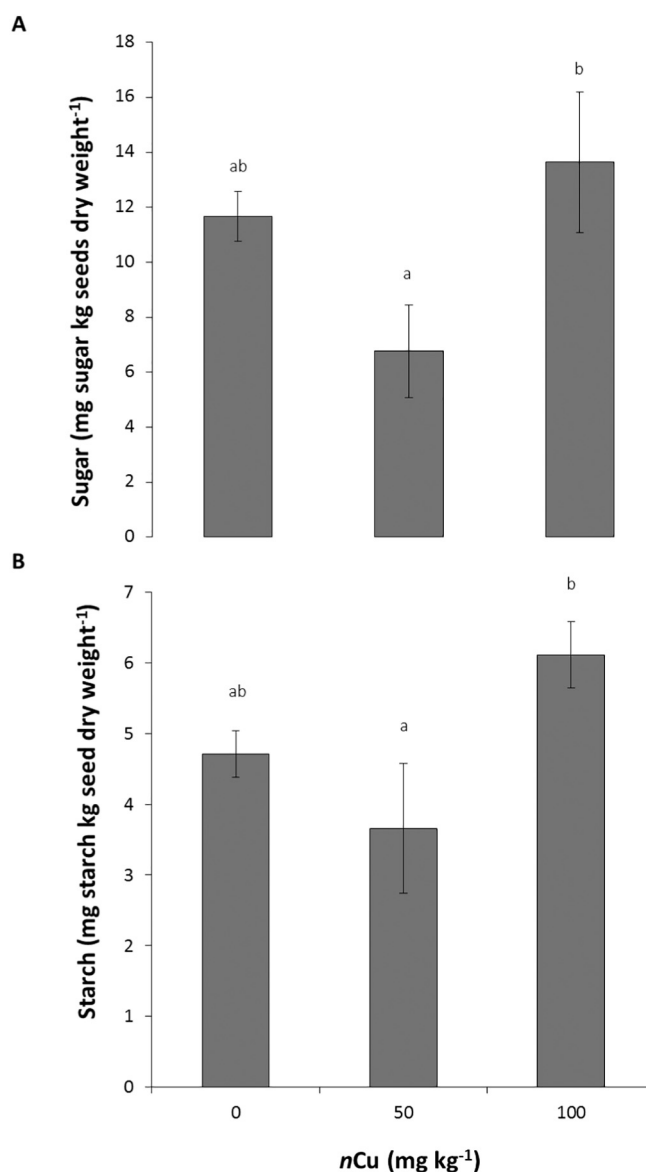 A
Sugar (mg sugar kg seeds dry weight⁻¹)
18
16
14
12
10
8
6
4
2
0
ab
a
b
B
Starch (mg starch kg seed dry weight⁻¹)
7
6
5
4
3
2
1
0
ab
a
b
0 50 100
nCu (mg kg⁻¹)